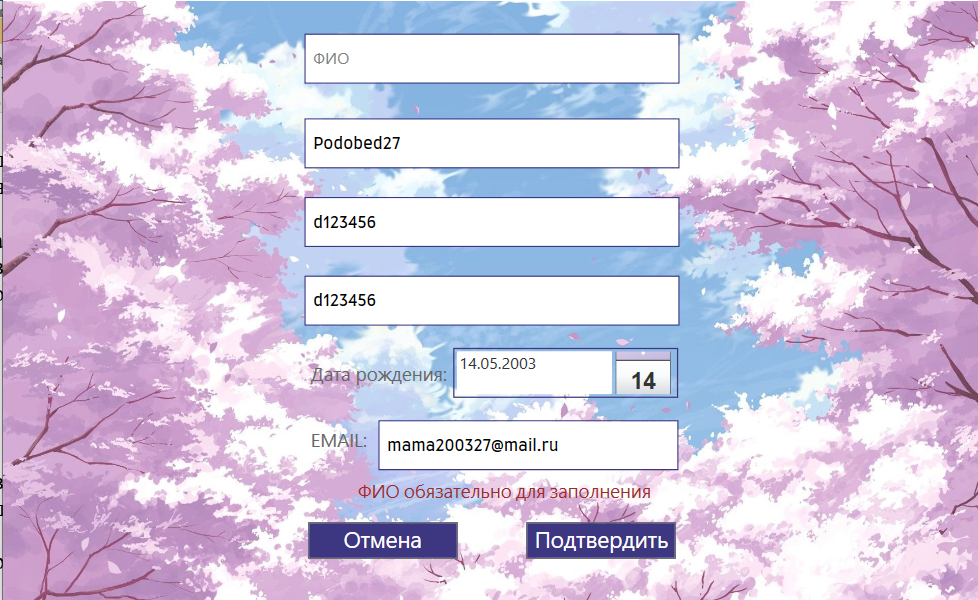 ФИО
Podobed27
d123456
d123456
Дата рождения: 14.05.2003 14
EMAIL: mama200327@mail.ru
ФИО обязательно для заполнения
Отмена Подтвердить